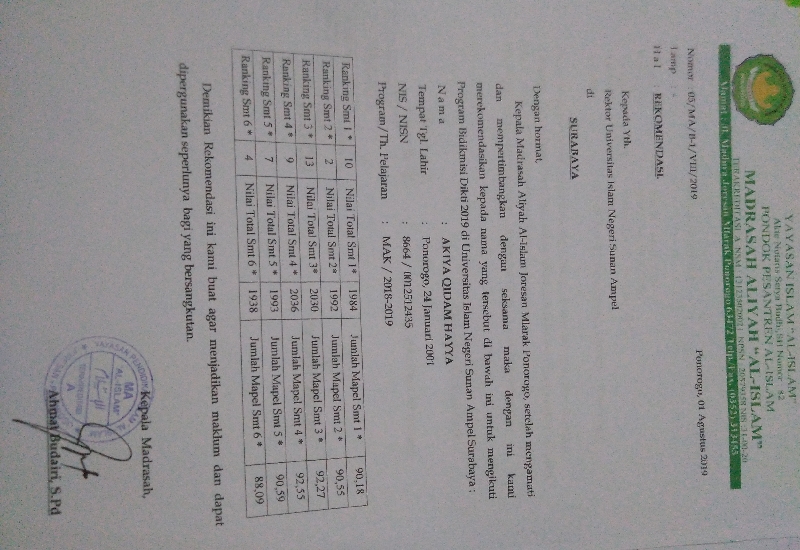 YAYASAN ISLAM "AL-ISLAM"
Akte Notaris Setya Budhi, SH Nomor : 42
PONDOK PESANTREN AL-ISLAM
MADRASAH ALIYAH "AL-ISLAM"
TERAKREDITASI A NSM
Alamat : Jl. Madura Joresan Mlarak Ponorogo 63472 Telp. Fax. (0352) 313455
Ponorogo, 01 Agustus 2019
Nomor : 05/MA/B-1/VIII/2019
Lamp : -
H a l : REKOMENDASI.
Kepada Yth.
Rektor Universitas Islam Negeri Sunan Ampel
di
SURABAYA
Dengan hormat,
Kepala Madrasah Aliyah Al-Islam Joresan Mlarak Ponorogo, setelah mengamati
dan mempertimbangkan dengan seksama maka dengan ini kami
merekomendasikan kepada nama yang tersebut di bawah ini untuk mengikuti
Program Bidikmisi Dikti 2019 di Universitas Islam Negeri Sunan Ampel Surabaya :
N a m a : AKIYA QIDAM HAYYA
Tempat Tgl. Lahir : Ponorogo, 24 Januari 2001
NIS / NISN : 8664 / 0012512435
Program/Th. Pelajaran : MAK / 2018-2019
Ranking Smt 1 * 10 Nilai Total Smt 1* 1984 Jumlah Mapel Smt 1 * 90,18
Ranking Smt 2 * 2 Nilai Total Smt 2* 1992 Jumlah Mapel Smt 2 * 90,55
Ranking Smt 3 * 13 Nilai Total Smt 3* 2030 Jumlah Mapel Smt 3 * 92,27
Ranking Smt 4 * 9 Nilai Total Smt 4 * 2036 Jumlah Mapel Smt 4 * 92,55
Ranking Smt 5 * 7 Nilai Total Smt 5 * 1993 Jumlah Mapel Smt 5 * 90,59
Ranking Smt 6 * 4 Nilai Total Smt 6 * 1938 Jumlah Mapel Smt 6 * 88,09
Demikian Rekomendasi ini kami buat agar menjadikan maklum dan dapat
dipergunakan seperlunya bagi yang bersangkutan.
Kepala Madrasah,
MA
AL-ISLAM
A
Ahmat Budairi, S.Pd